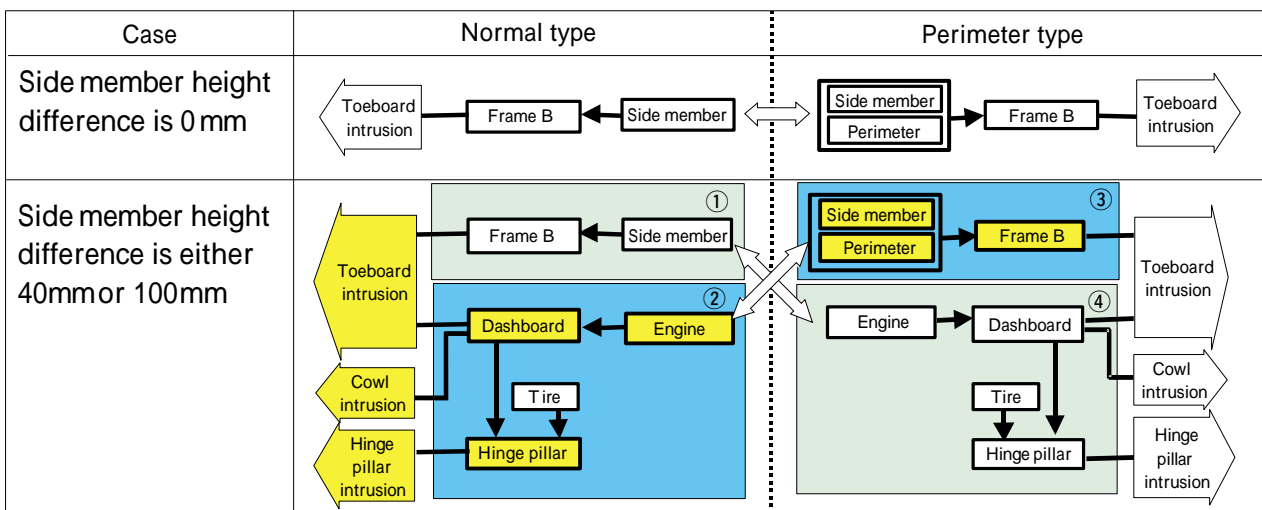 Case
Normal type
Perimeter type
Side member height
difference is 0 mm
Toeboard
intrusion
Frame B
Side member
Side member
Perimeter
Frame B
Toeboard
intrusion
Side member height
difference is either
40mm or 100mm
①
Frame B
Side member
Toeboard
intrusion
②
Dashboard
Engine
Cowl
intrusion
Tire
Hinge
pillar
intrusion
Hinge pillar
③
Side member
Perimeter
Frame B
Toeboard
intrusion
④
Engine
Dashboard
Cowl
intrusion
Tire
Hinge pillar
Hinge
pillar
intrusion